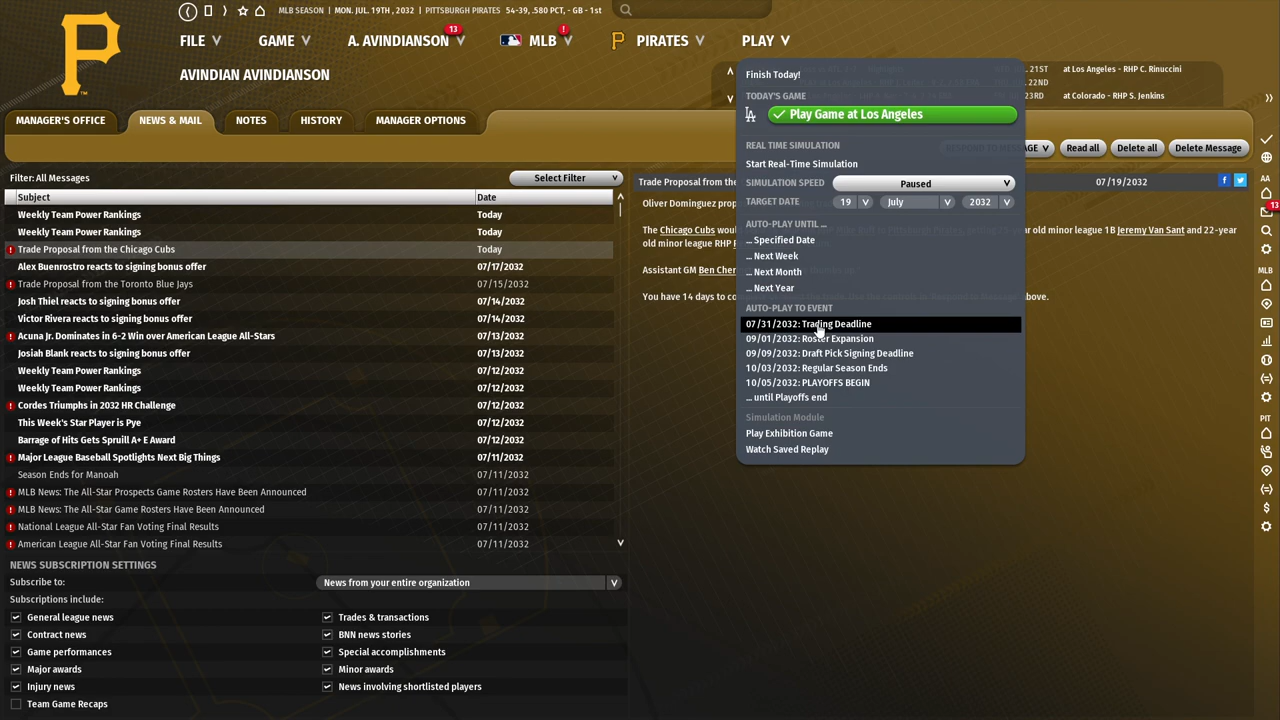 MLB SEASON | MON. JUL. 19TH , 2032 | PITTSBURGH PIRATES 54-39, .580 PCT, - GB - 1st
FILE GAME A. AVINDIANSON 13 MLB ! PIRATES PLAY
AVINDIAN AVINDIANSON
21ST at Los Angeles - RHP C. Rinuccini
22ND
23RD at Colorado - RHP S. Jenkins
MANAGER'S OFFICE NEWS & MAIL NOTES HISTORY MANAGER OPTIONS
Read all Delete all Delete Message
Filter: All Messages Select Filter
Subject Date
Weekly Team Power Rankings Today
Weekly Team Power Rankings Today
Trade Proposal from the Chicago Cubs Today
Alex Buenrostro reacts to signing bonus offer 07/17/2032
Trade Proposal from the Toronto Blue Jays 07/15/2032
Josh Thiel reacts to signing bonus offer 07/14/2032
Victor Rivera reacts to signing bonus offer 07/14/2032
Acuna Jr. Dominates in 6-2 Win over American League All-Stars 07/13/2032
Josiah Blank reacts to signing bonus offer 07/13/2032
Weekly Team Power Rankings 07/12/2032
Weekly Team Power Rankings 07/12/2032
Cordes Triumphs in 2032 HR Challenge 07/12/2032
This Week's Star Player is Pye 07/12/2032
Barrage of Hits Gets Spruill A+ E Award 07/12/2032
Major League Baseball Spotlights Next Big Things 07/11/2032
Season Ends for Manoah 07/11/2032
MLB News: The All-Star Prospects Game Rosters Have Been Announced 07/11/2032
MLB News: The All-Star Game Rosters Have Been Announced 07/11/2032
National League All-Star Fan Voting Final Results 07/11/2032
American League All-Star Fan Voting Final Results 07/11/2032
NEWS SUBSCRIPTION SETTINGS
Subscribe to: News from your entire organization
Subscriptions include:
General league news Trades & transactions
Contract news BNN news stories
Game performances Special accomplishments
Major awards Minor awards
Injury news News involving shortlisted players
Team Game Recaps
Trade Proposal from the 07/19/2032
Oliver Dominguez prop
The Chicago Cubs wou year old minor league 1B Jeremy Van Sant and 22-year
old minor league RHP
Assistant GM Ben Cher
You have 14 days to co above.
Finish Today!
TODAY'S GAME
LA Play Game at Los Angeles
REAL TIME SIMULATION
Start Real-Time Simulation
SIMULATION SPEED Paused
TARGET DATE 19 July 2032
AUTO-PLAY UNTIL ...
... Specified Date
... Next Week
... Next Month
... Next Year
AUTO-PLAY TO EVENT
07/31/2032: Trading Deadline
09/01/2032: Roster Expansion
09/09/2032: Draft Pick Signing Deadline
10/03/2032: Regular Season Ends
10/05/2032: PLAYOFFS BEGIN
... until Playoffs end
Simulation Module
Play Exhibition Game
Watch Saved Replay
AA
13
MLB
PIT